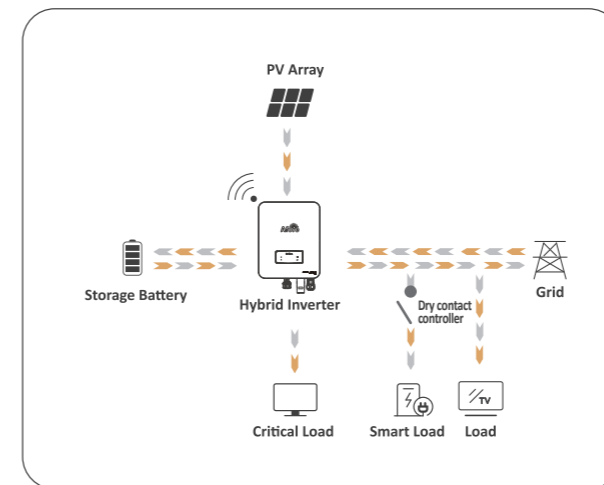 PV Array
Storage Battery
Hybrid Inverter
Grid
Dry contact
controller
TV
Critical Load
Smart Load
Load